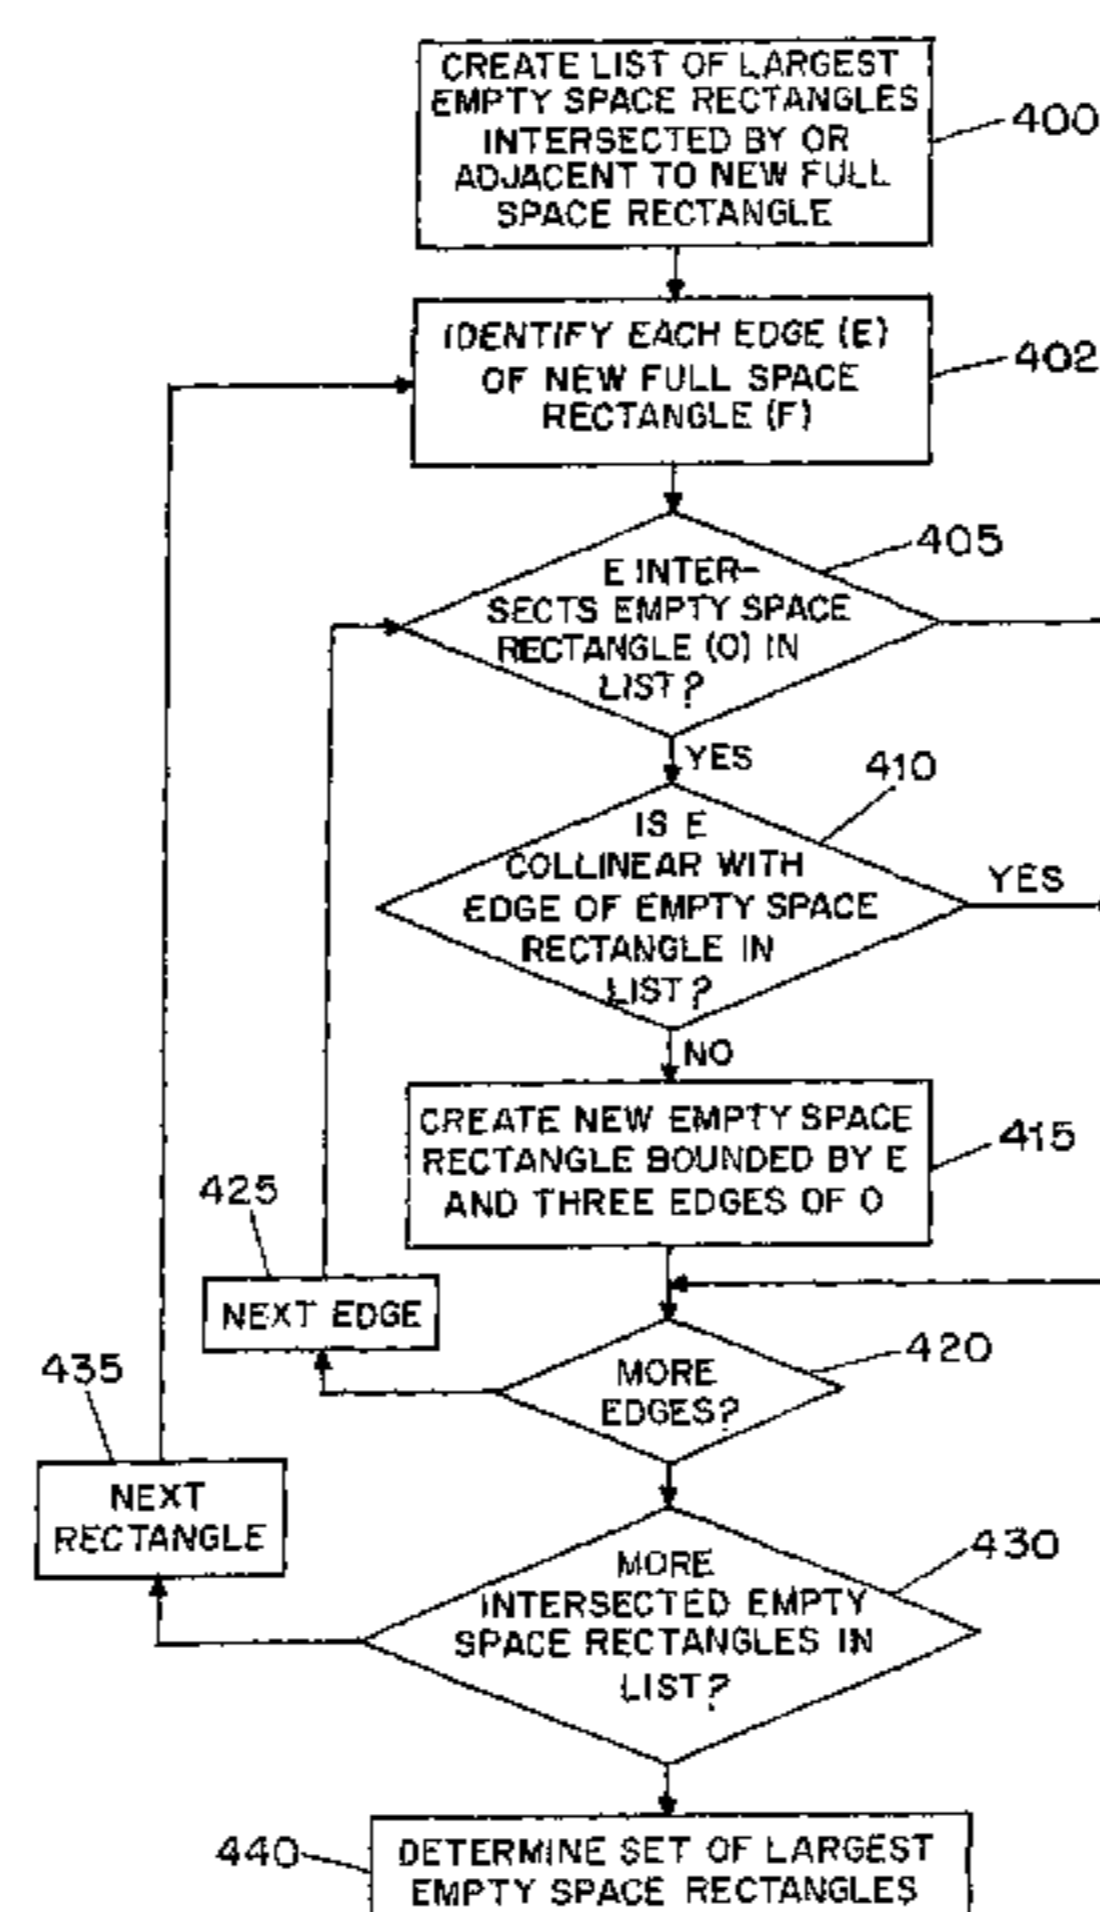 CREATE LIST OF LARGEST
EMPTY SPACE RECTANGLES
INTERSECTED BY OR
ADJACENT TO NEW FULL
SPACE RECTANGLE
400
IDENTIFY EACH EDGE (E)
OF NEW FULL SPACE
RECTANGLE (F)
402
405
E INTER-
SECTS EMPTY SPACE
RECTANGLE (O) IN
LIST?
YES
410
IS E
COLLINEAR WITH
EDGE OF EMPTY SPACE
RECTANGLE IN
LIST?
YES
NO
CREATE NEW EMPTY SPACE
RECTANGLE BOUNDED BY E
AND THREE EDGES OF O
415
425
NEXT EDGE
MORE
EDGES?
420
435
NEXT
RECTANGLE
MORE
INTERSECTED EMPTY
SPACE RECTANGLES IN
LIST?
430
440
DETERMINE SET OF LARGEST
EMPTY SPACE RECTANGLES